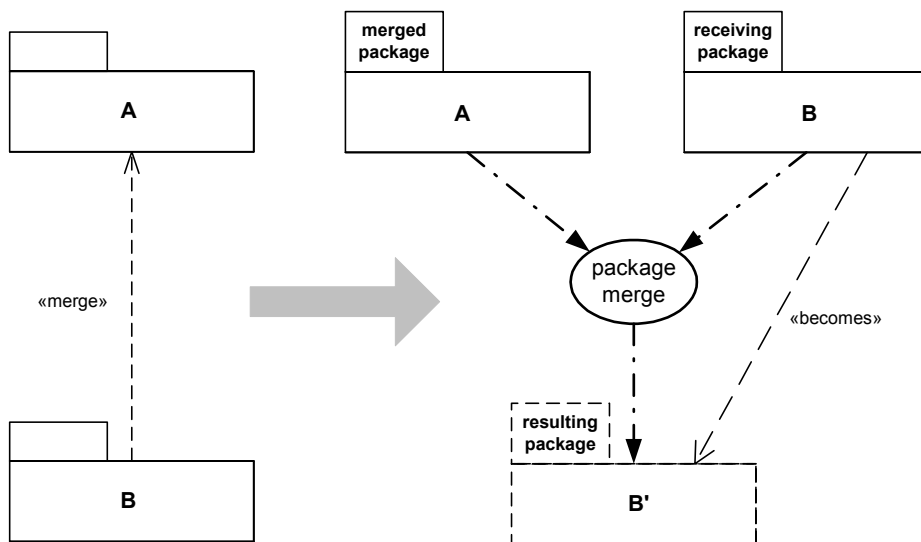 A
«merge»
B
merged
package
A
receiving
package
B
package
merge
«becomes»
resulting
package
B'